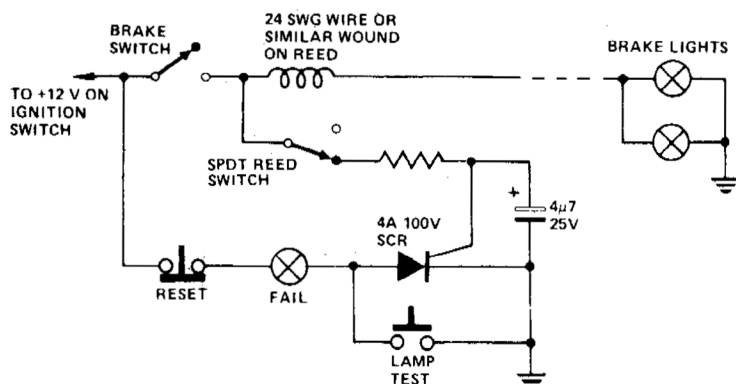 BRAKE
SWITCH
24 SWG WIRE OR
SIMILAR WOUND
ON REED
BRAKE LIGHTS
TO +12 V ON
IGNITION
SWITCH
SPDT REED
SWITCH
+
4µ7
25V
4A 100V
SCR
RESET
FAIL
LAMP
TEST